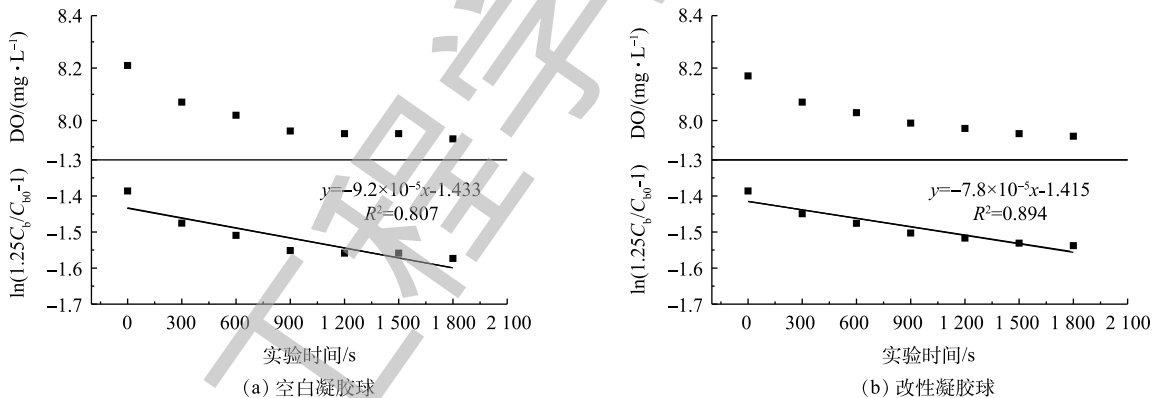 8.4
8.2
8.0
DO/(mg·L⁻¹)
-1.3
-1.4
-1.5
-1.6
-1.7
ln(1.25C_b/C_b0-1)
y=-9.2×10⁻⁵x-1.433
R²=0.807
0 300 600 900 1 200 1 500 1 800 2 100
实验时间/s
(a) 空白凝胶球
8.4
8.2
8.0
DO/(mg·L⁻¹)
-1.3
-1.4
-1.5
-1.6
-1.7
ln(1.25C_b/C_b0-1)
y=-7.8×10⁻⁵x-1.415
R²=0.894
0 300 600 900 1 200 1 500 1 800 2 100
实验时间/s
(b) 改性凝胶球
工程学